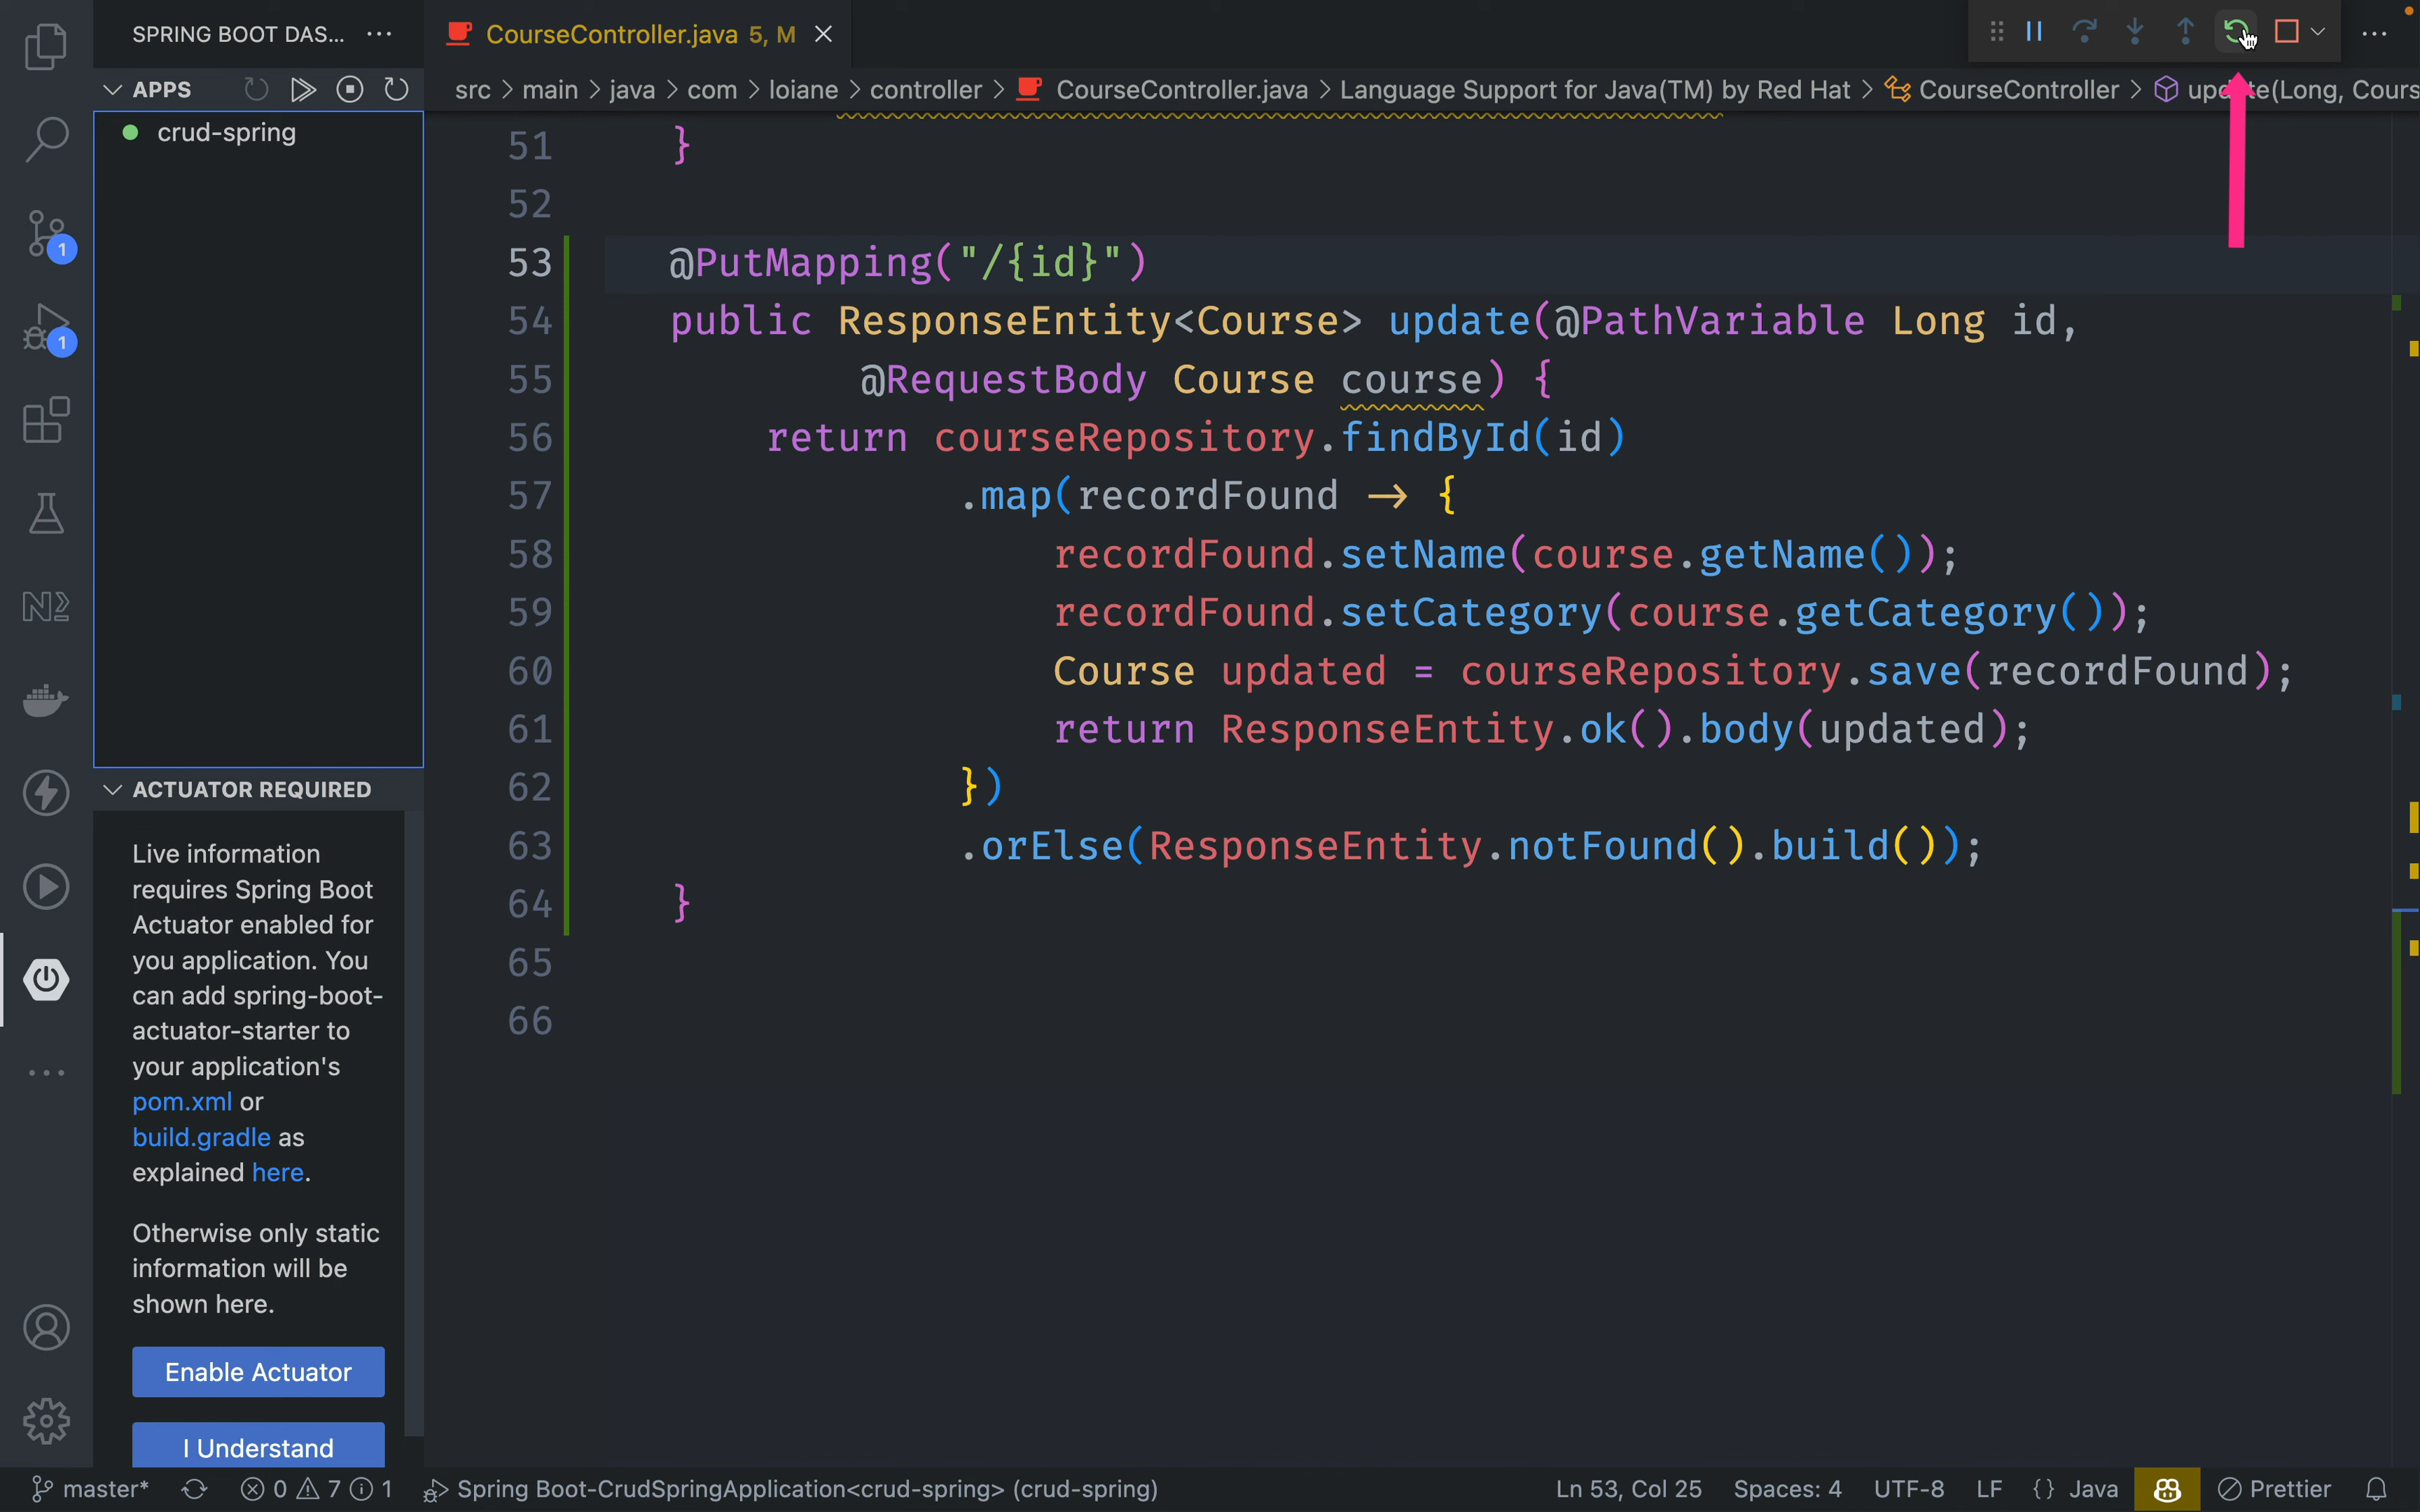 SPRING BOOT DAS... ...
CourseController.java 5, M
APPS
src > main > java > com > loiane > controller > CourseController.java > Language Support for Java(TM) by Red Hat > CourseController > update(Long, Cours
crud-spring
51 }
52
53 @PutMapping("/{id}")
54 public ResponseEntity<Course> update(@PathVariable Long id,
55 @RequestBody Course course) {
56 return courseRepository.findById(id)
57 .map(recordFound → {
58 recordFound.setName(course.getName());
59 recordFound.setCategory(course.getCategory());
60 Course updated = courseRepository.save(recordFound);
61 return ResponseEntity.ok().body(updated);
62 })
63 .orElse(ResponseEntity.notFound().build());
64 }
65
66
1
1
ACTUATOR REQUIRED
Live information
requires Spring Boot
Actuator enabled for
you application. You
can add spring-boot-
actuator-starter to
your application's
pom.xml or
build.gradle as
explained here.
Otherwise only static
information will be
shown here.
Enable Actuator
I Understand
master* 0 7 1 Spring Boot-CrudSpringApplication<crud-spring> (crud-spring) Ln 53, Col 25 Spaces: 4 UTF-8 LF {} Java Prettier